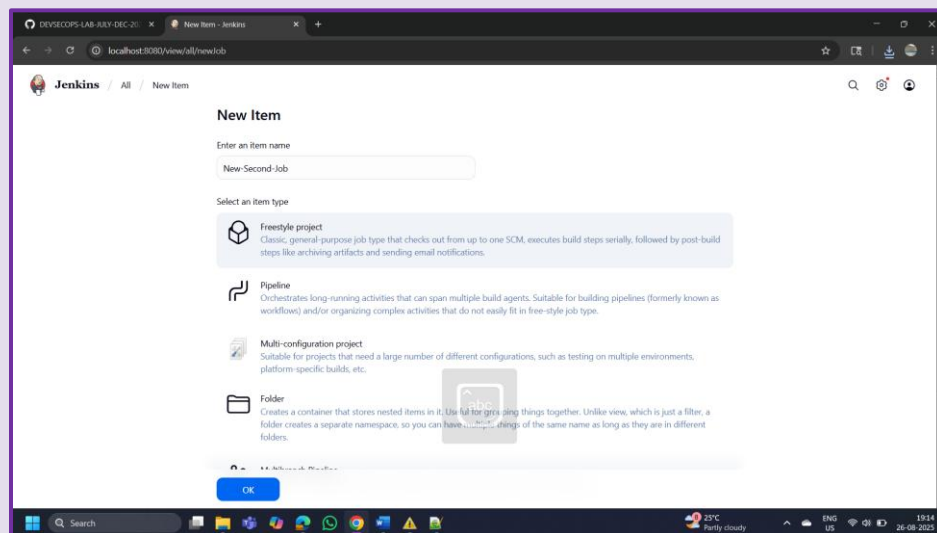 DEVSECOPS-LAB-JULY-DEC-20
New Item - Jenkins
localhost:8080/view/all/newJob
Jenkins / All / New Item
New Item
Enter an item name
New-Second-Job
Select an item type
Freestyle project
Classic, general-purpose job type that checks out from up to one SCM, executes build steps serially, followed by post-build
steps like archiving artifacts and sending email notifications.
Pipeline
Orchestrates long-running activities that can span multiple build agents. Suitable for building pipelines (formerly known as
workflows) and/or organizing complex activities that do not easily fit in free-style job type.
Multi-configuration project
Suitable for projects that need a large number of different configurations, such as testing on multiple environments,
platform-specific builds, etc.
Folder
Creates a container that stores nested items in it. Useful for grouping things together. Unlike view, which is just a filter, a
folder creates a separate namespace, so you can have multiple things of the same name as long as they are in different
folders.
abc
Multibranch Pipeline
OK
Search
25°C
Partly cloudy
ENG
US
19:14
26-08-2025